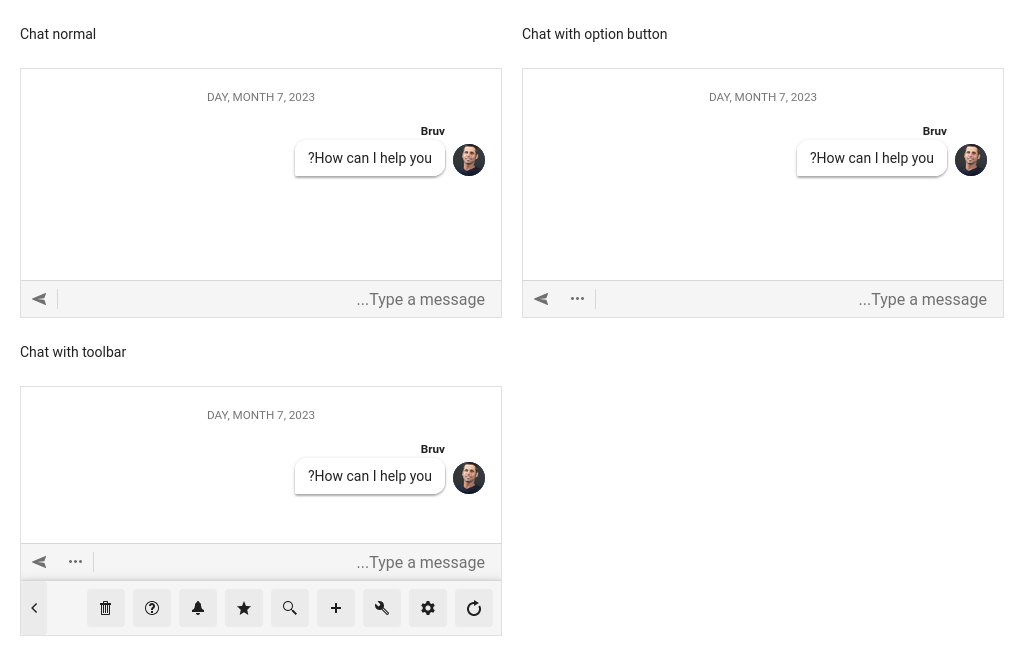 Chat normal
Chat with option button
DAY, MONTH 7, 2023
Bruv
?How can I help you
...Type a message
DAY, MONTH 7, 2023
Bruv
?How can I help you
...Type a message
Chat with toolbar
DAY, MONTH 7, 2023
Bruv
?How can I help you
...Type a message